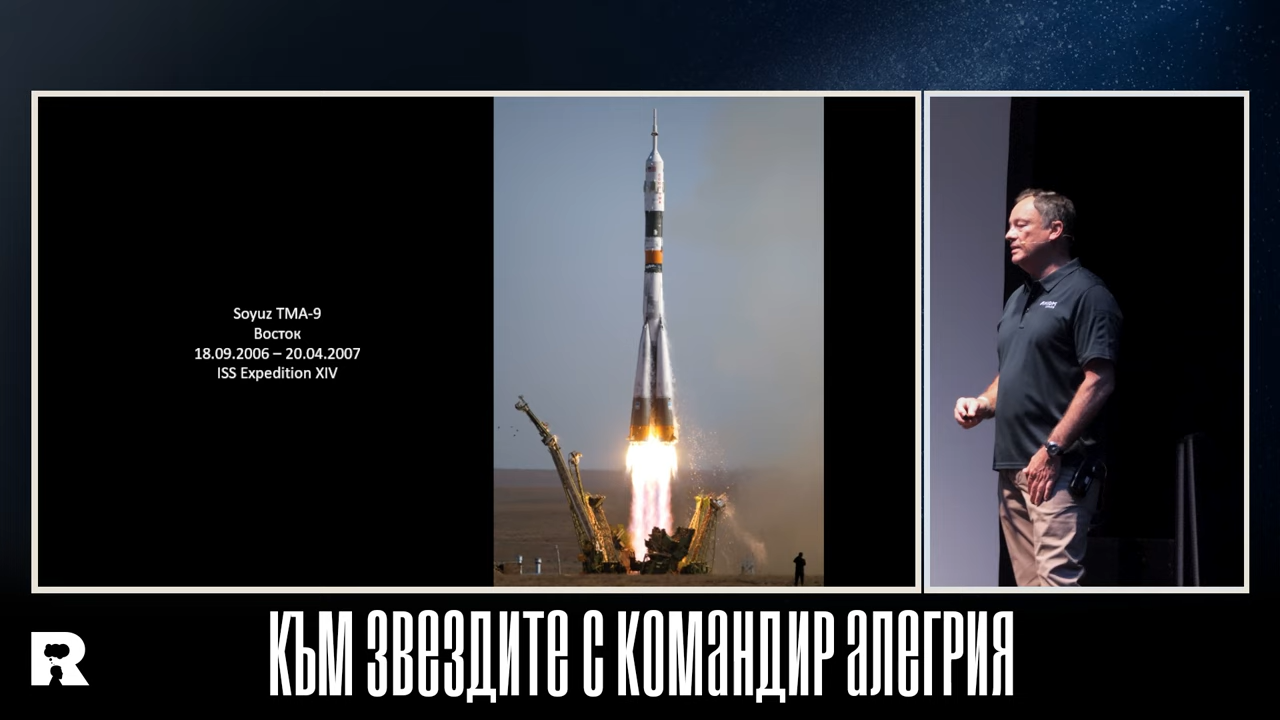 Soyuz TMA-9
Восток
18.09.2006 – 20.04.2007
ISS Expedition XIV
КЪМ ЗВЕЗДИТЕ С КОМАНДИР АЛЕГРИЯ
R